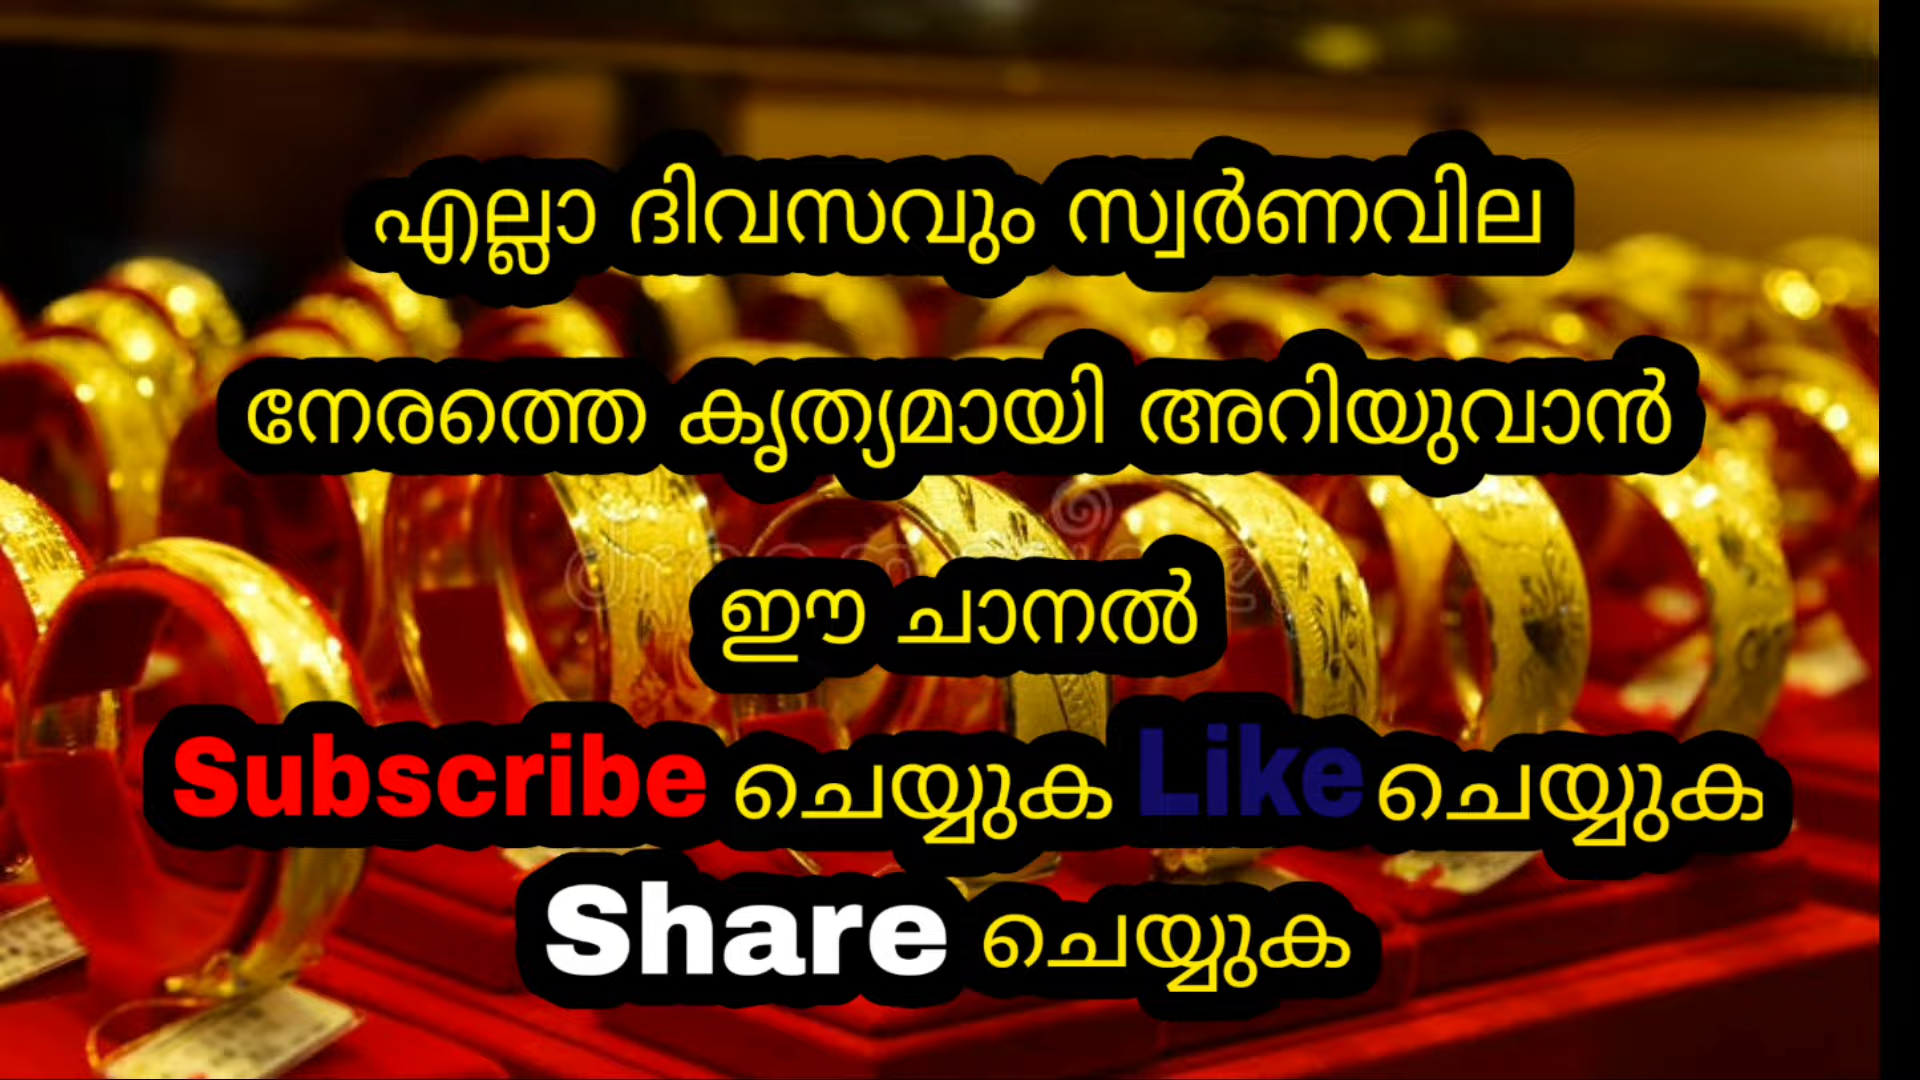 എല്ലാ ദിവസവും സ്വർണവില
നേരത്തെ കൃത്യമായി അറിയുവാൻ
ഈ ചാനൽ
Subscribe ചെയ്യുക Like ചെയ്യുക
Share ചെയ്യുക